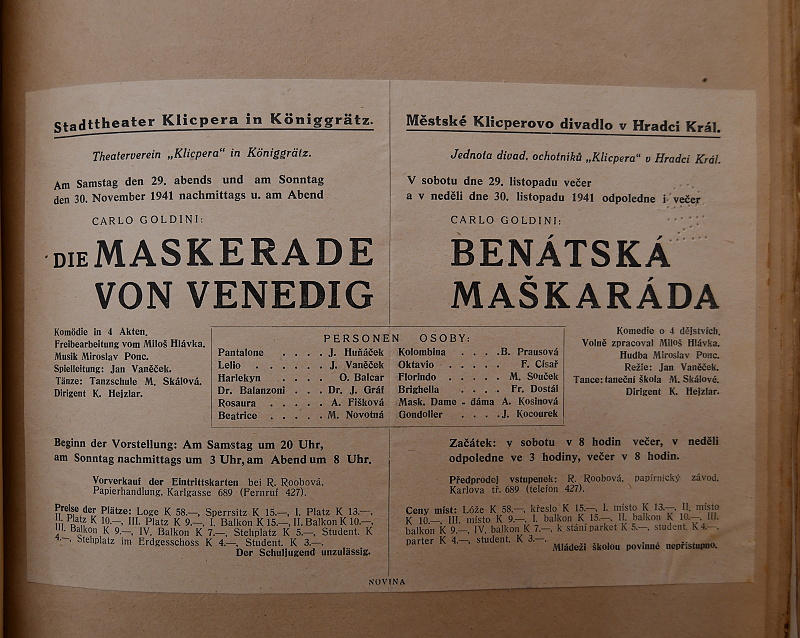 Stadttheater Klicpera in Königgrätz.
Theaterverein „Klicpera" in Königgrätz.
Am Samstag den 29. abends und am Sonntag
den 30. November 1941 nachmittags u. am Abend
CARLO GOLDINI:
DIE MASKERADE
VON VENEDIG
Městské Klicperovo divadlo v Hradci Král.
Jednota divad. ochotníků „Klicpera" v Hradci Král.
V sobotu dne 29. listopadu večer
a v neděli dne 30. listopadu 1941 odpoledne i večer
CARLO GOLDINI:
BENÁTSKÁ
MAŠKARÁDA
Komödie in 4 Akten.
Freibearbeitung vom Miloš Hlávka.
Musik Miroslav Ponc.
Spielleitung: Jan Vaněček.
Tänze: Tanzschule M. Skálová.
Dirigent K. Hejzlar.
PERSONEN OSOBY:
Pantalone . . . . J. Huňáček
Lelio . . . . . . J. Vaněček
Harlekyn . . . . O. Balcar
Dr. Balanzoni . . . Dr. J. Gráf
Rosaura . . . . . A. Fišková
Beatrice . . . . . M. Novotná
Kolombina . . . . B. Prausová
Oktavio . . . . . F. Císař
Florindo . . . . . M. Souček
Brighella . . . . Fr. Dostál
Mask. Dame - dáma A. Kosinová
Gondolier . . . . J. Kocourek
Komedie o 4 dějstvích.
Volně zpracoval Miloš Hlávka.
Hudba Miroslav Ponc.
Režie: Jan Vaněček.
Tance: taneční škola M. Skálové.
Dirigent K. Hejzlar.
Beginn der Vorstellung: Am Samstag um 20 Uhr,
am Sonntag nachmittags um 3 Uhr, am Abend um 8 Uhr.
Vorverkauf der Eintrittskarten bei R. Roobová,
Papierhandlung, Karlgasse 689 (Fernruf 427).
Preise der Plätze: Loge K 58.—, Sperrsitz K 15.—, I. Platz K 13.—,
II. Platz K 10.—, III. Platz K 9.—, I. Balkon K 15.—, II. Balkon K 10.—,
III. Balkon K 9.—, IV. Balkon K 7.—, Stehplatz K 5.—, Student. K
4.—, Stehplatz im Erdgeschoss K 4.—, Student. K 3.—.
Der Schuljugend unzulässig.
Začátek: v sobotu v 8 hodin večer, v neděli
odpoledne ve 3 hodiny, večer v 8 hodin.
Předprodej vstupenek: R. Roobová, papírnický závod,
Karlova tř. 689 (telefon 427).
Ceny míst: Lóže K 58.—, křeslo K 15.—, I. místo K 13.—, II. místo
K 10.—, III. místo K 9.—, I. balkon K 15.—, II. balkon K 10.—, III.
balkon K 9.—, IV. balkon K 7.—, k stání parket K 5.—, student. K 4.—,
parter K 4.—, student. K 3.—.
Mládeži školou povinné nepřístupno.
NOVINA